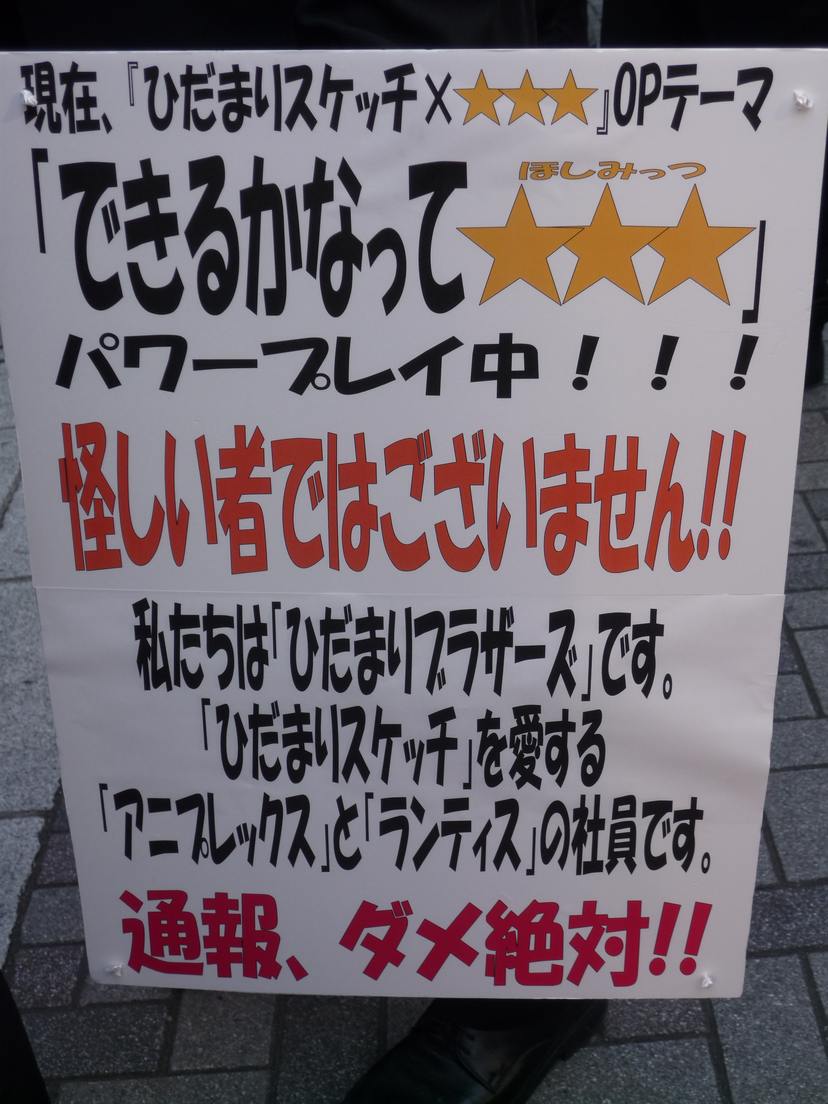 現在、『ひだまりスケッチ×★★★』OPテーマ
ほしみっつ
「できるかなって★★★」
パワープレイ中！！！
怪しい者ではございません!!
私たちは「ひだまりブラザーズ」です。
「ひだまりスケッチ」を愛する
「アニプレックス」と「ランティス」の社員です。
通報、ダメ絶対!!